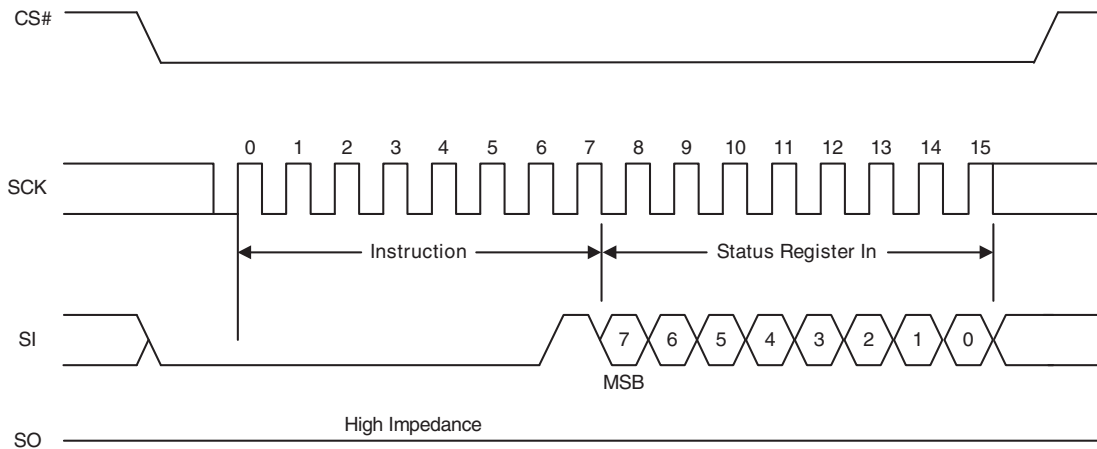 CS#
0 1 2 3 4 5 6 7 8 9 10 11 12 13 14 15
SCK
Instruction Status Register In
SI 7 6 5 4 3 2 1 0
MSB
High Impedance
SO